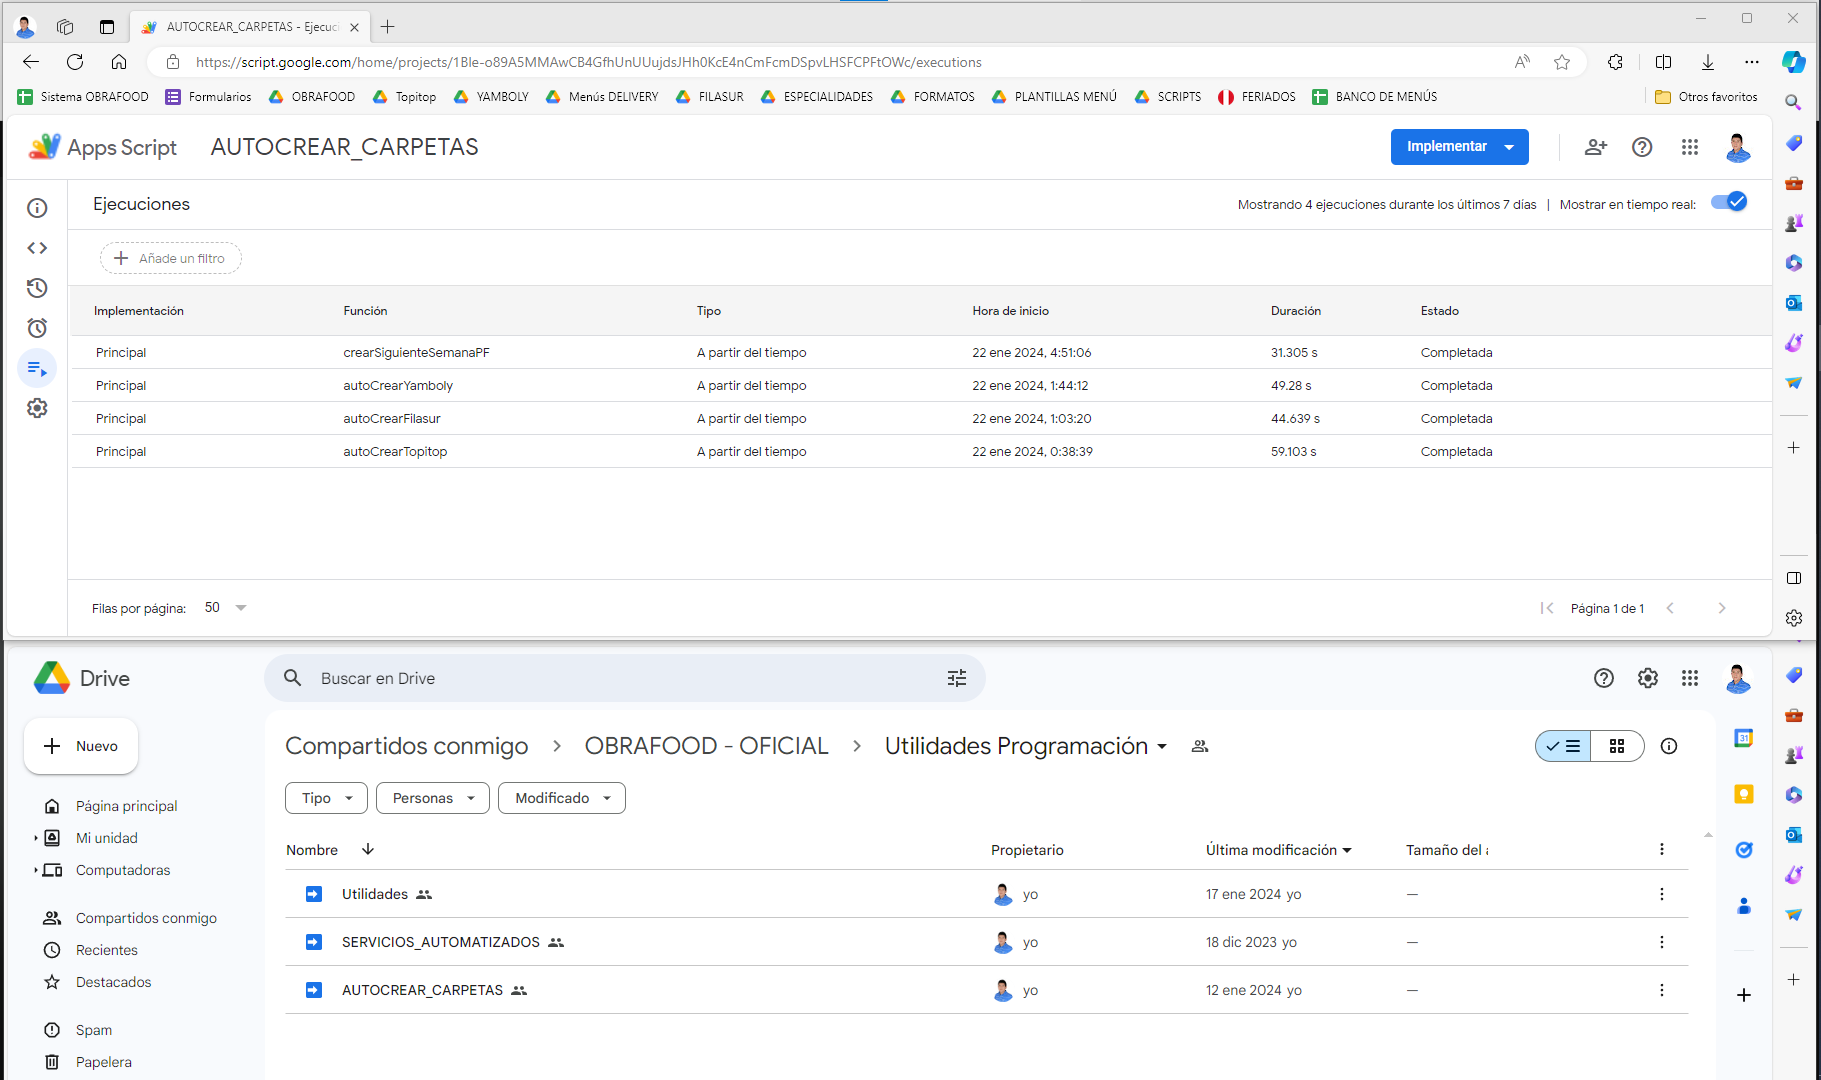 AUTOCREAR_CARPETAS - Ejecuci
https://script.google.com/home/projects/1Ble-o89A5MMAwCB4GfhUnUUujdsJHh0KcE4nCmFcmDSpvLHSFCPFtOWc/executions
Sistema OBRAFOOD Formularios OBRAFOOD Topitop YAMBOLY Menús DELIVERY FILASUR ESPECIALIDADES FORMATOS PLANTILLAS MENÚ SCRIPTS FERIADOS BANCO DE MENÚS Otros favoritos
Apps Script AUTOCREAR_CARPETAS Implementar
Ejecuciones Mostrando 4 ejecuciones durante los últimos 7 días | Mostrar en tiempo real:
Añade un filtro
Implementación Función Tipo Hora de inicio Duración Estado
Principal crearSiguienteSemanaPF A partir del tiempo 22 ene 2024, 4:51:06 31.305 s Completada
Principal autoCrearYamboly A partir del tiempo 22 ene 2024, 1:44:12 49.28 s Completada
Principal autoCrearFilasur A partir del tiempo 22 ene 2024, 1:03:20 44.639 s Completada
Principal autoCrearTopitop A partir del tiempo 22 ene 2024, 0:38:39 59.103 s Completada
Filas por página: 50 Página 1 de 1
Drive Buscar en Drive
Nuevo
Compartidos conmigo > OBRAFOOD - OFICIAL > Utilidades Programación
31
Tipo Personas Modificado
Página principal
Mi unidad
Computadoras
Compartidos conmigo
Recientes
Destacados
Spam
Papelera
Nombre Propietario Última modificación Tamaño del a
Utilidades yo 17 ene 2024 yo —
SERVICIOS_AUTOMATIZADOS yo 18 dic 2023 yo —
AUTOCREAR_CARPETAS yo 12 ene 2024 yo —